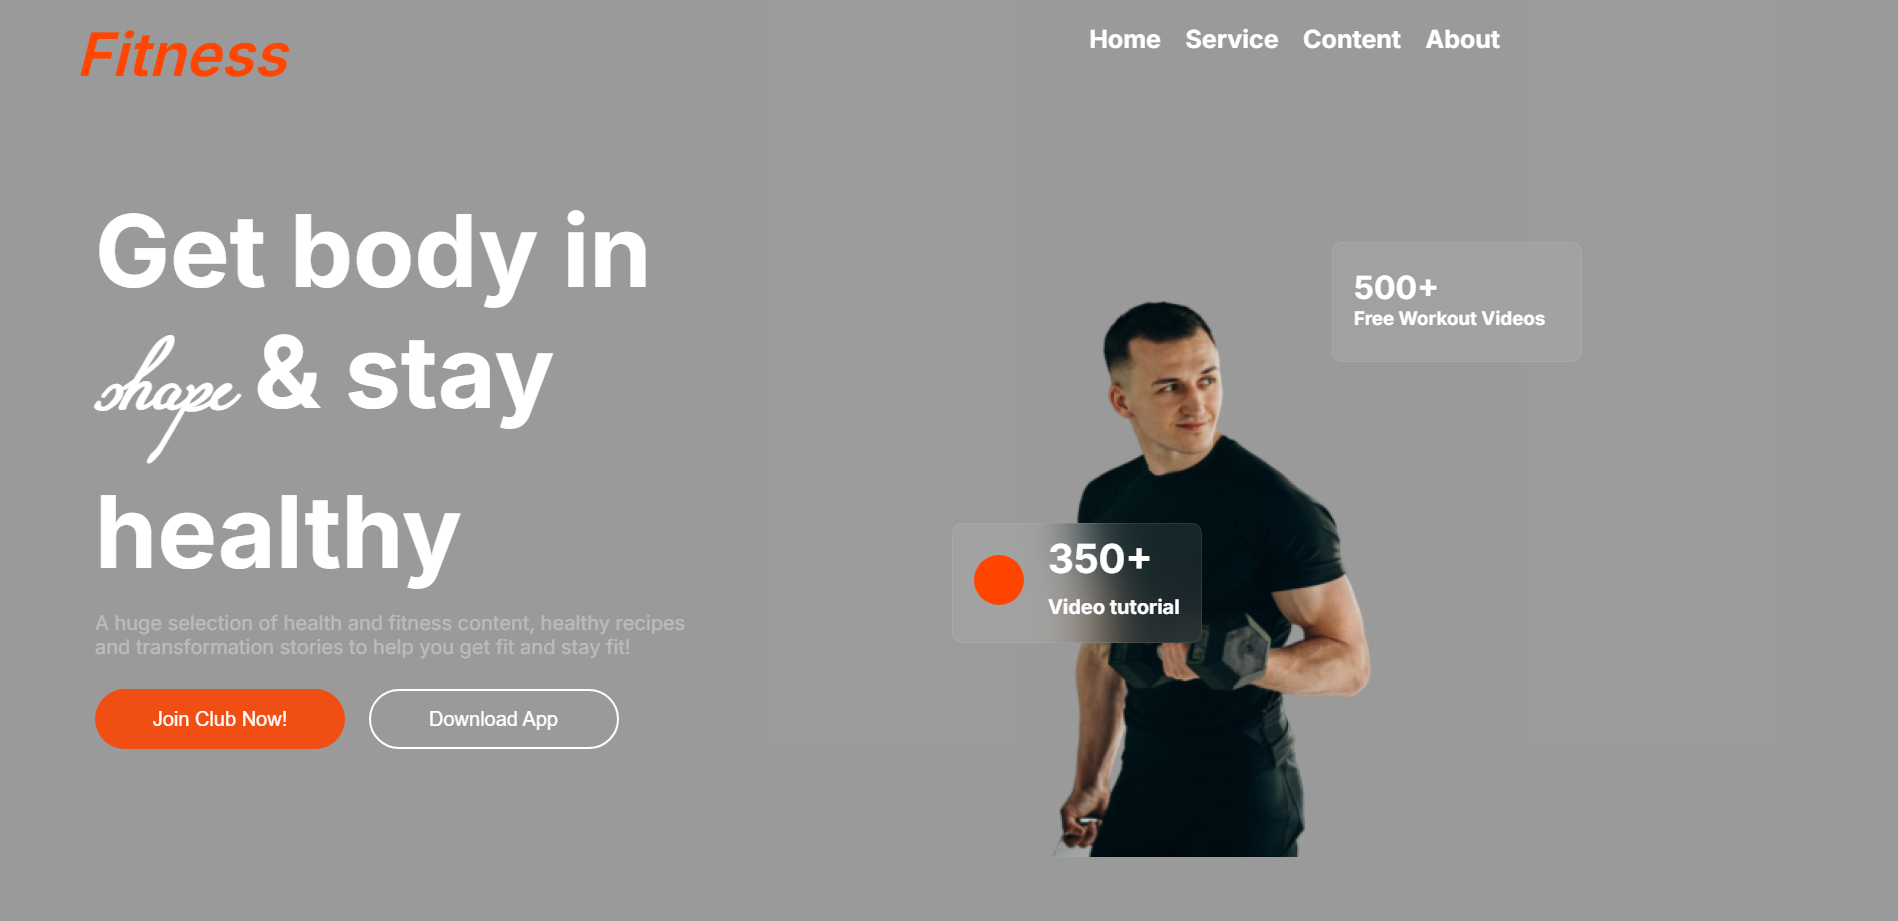 Fitness
Home Service Content About
Get body in
shape & stay
healthy
A huge selection of health and fitness content, healthy recipes
and transformation stories to help you get fit and stay fit!
Join Club Now! Download App
500+
Free Workout Videos
350+
Video tutorial